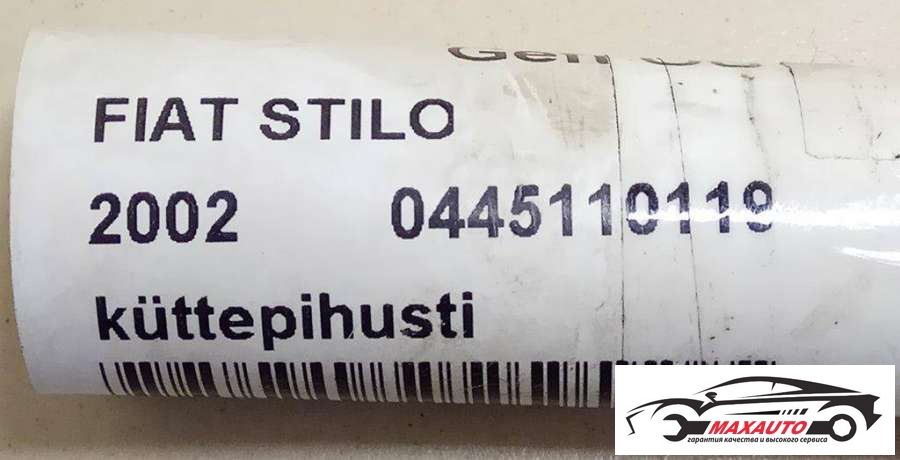 FIAT STILO
2002 0445110119
küttepihusti
MAXAUTO
гарантия качества и высокого сервиса